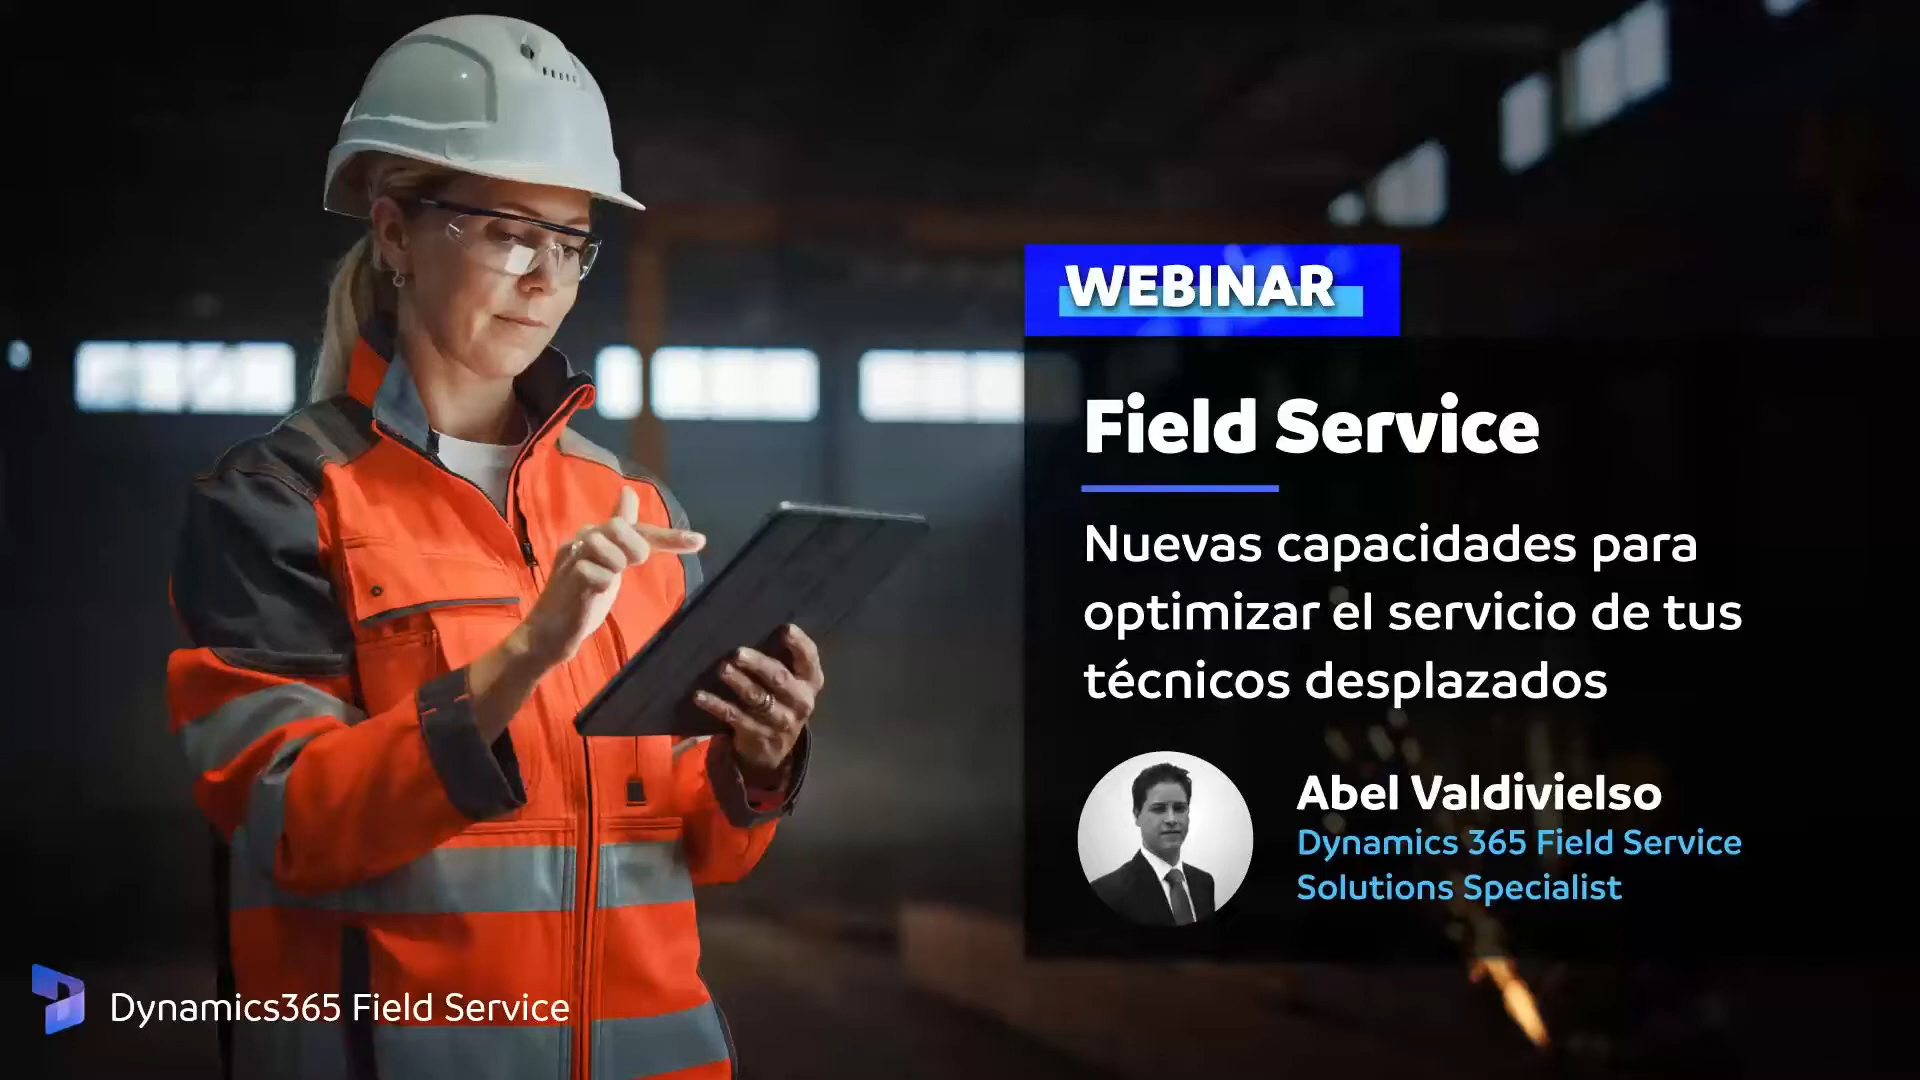 WEBINAR
Field Service
Nuevas capacidades para
optimizar el servicio de tus
técnicos desplazados
Abel Valdivielso
Dynamics 365 Field Service
Solutions Specialist
Dynamics365 Field Service